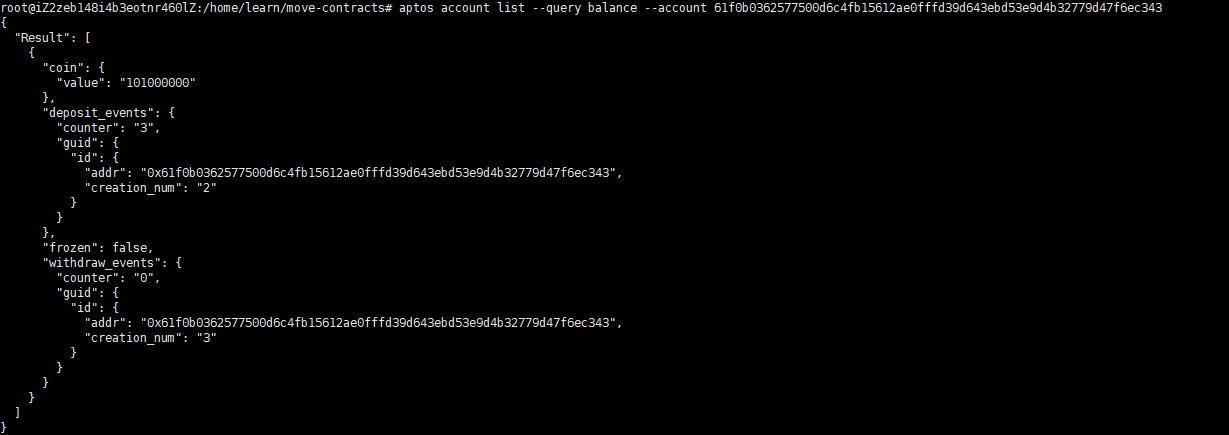 root@iZ2zeb148i4b3eotnr460lZ:/home/learn/move-contracts# aptos account list --query balance --account 61f0b0362577500d6c4fb15612ae0fffd39d643ebd53e9d4b32779d47f6ec343
{
  "Result": [
    {
      "coin": {
        "value": "101000000"
      },
      "deposit_events": {
        "counter": "3",
        "guid": {
          "id": {
            "addr": "0x61f0b0362577500d6c4fb15612ae0fffd39d643ebd53e9d4b32779d47f6ec343",
            "creation_num": "2"
          }
        }
      },
      "frozen": false,
      "withdraw_events": {
        "counter": "0",
        "guid": {
          "id": {
            "addr": "0x61f0b0362577500d6c4fb15612ae0fffd39d643ebd53e9d4b32779d47f6ec343",
            "creation_num": "3"
          }
        }
      }
    }
  ]
}